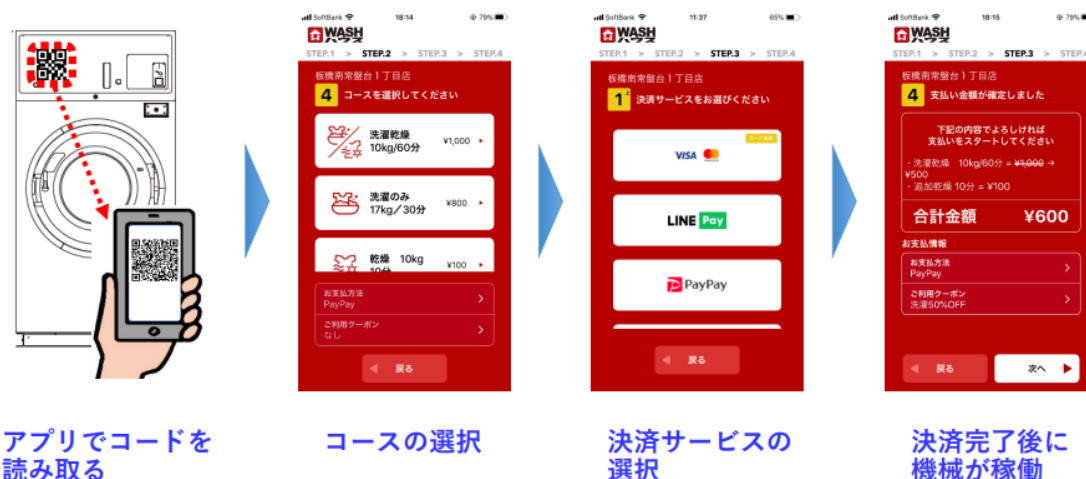 SoftBank 18:14 79%
WASH
ハウス
STEP.1 > STEP.2 > STEP.3 > STEP.4
板橋南常盤台1丁目店
4 コースを選択してください
洗濯乾燥
10kg/60分
¥1,000
洗濯のみ
17kg/30分
¥800
乾燥 10kg
10分
¥100
お支払方法
PayPay
ご利用クーポン
なし
戻る
SoftBank 11:37 65%
WASH
ハウス
STEP.1 > STEP.2 > STEP.3 > STEP.4
板橋南常盤台1丁目店
1上 決済サービスをお選びください
VISA
LINE Pay
PayPay
戻る
SoftBank 18:15 79%
WASH
ハウス
STEP.1 > STEP.2 > STEP.3 > STEP.4
板橋南常盤台1丁目店
4 支払い金額が確定しました
下記の内容でよろしければ
支払いをスタートしてください
・洗濯乾燥 10kg/60分 = ¥1,000 →
¥500
・追加乾燥 10分 = ¥100
合計金額 ¥600
お支払情報
お支払方法
PayPay
ご利用クーポン
洗濯50%OFF
戻る
次へ
アプリでコードを
読み取る
コースの選択
決済サービスの
選択
決済完了後に
機械が稼働